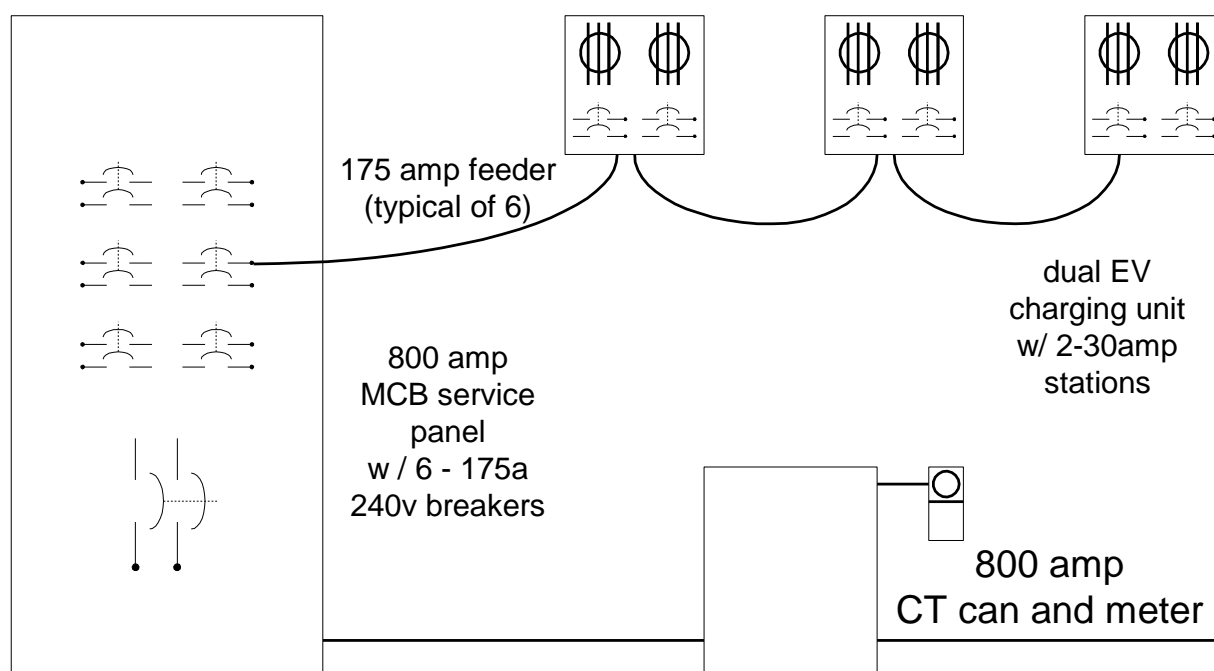 175 amp feeder
(typical of 6)
dual EV
charging unit
w/ 2-30amp
stations
800 amp
MCB service
panel
w / 6 - 175a
240v breakers
800 amp
CT can and meter